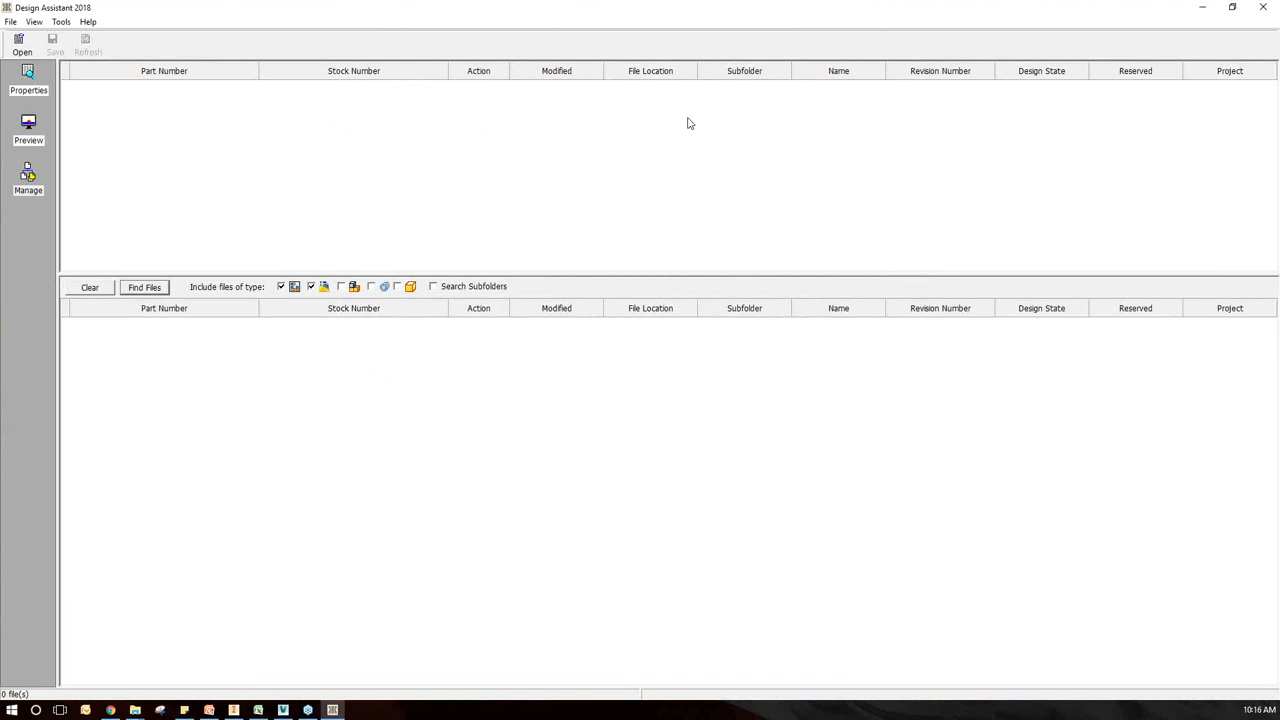 Design Assistant 2018
File View Tools Help
Open Save Refresh
Properties
Preview
Manage
Part Number Stock Number Action Modified File Location Subfolder Name Revision Number Design State Reserved Project
Clear Find Files Include files of type: Search Subfolders
Part Number Stock Number Action Modified File Location Subfolder Name Revision Number Design State Reserved Project
0 file(s)
10:16 AM